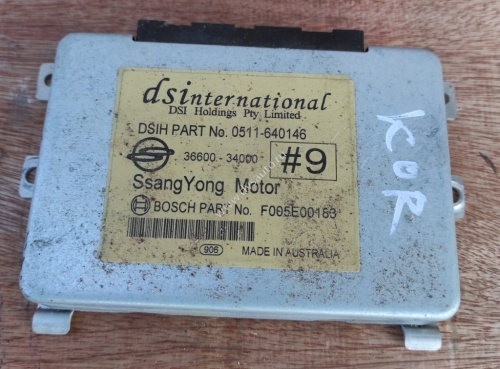 dsinternational
DSI Holdings Pty Limited
DSIH PART No. 0511-640146
36600 - 34000 #9
SsangYong Motor
BOSCH PART No. F005E00183
906 MADE IN AUSTRALIA
KOR